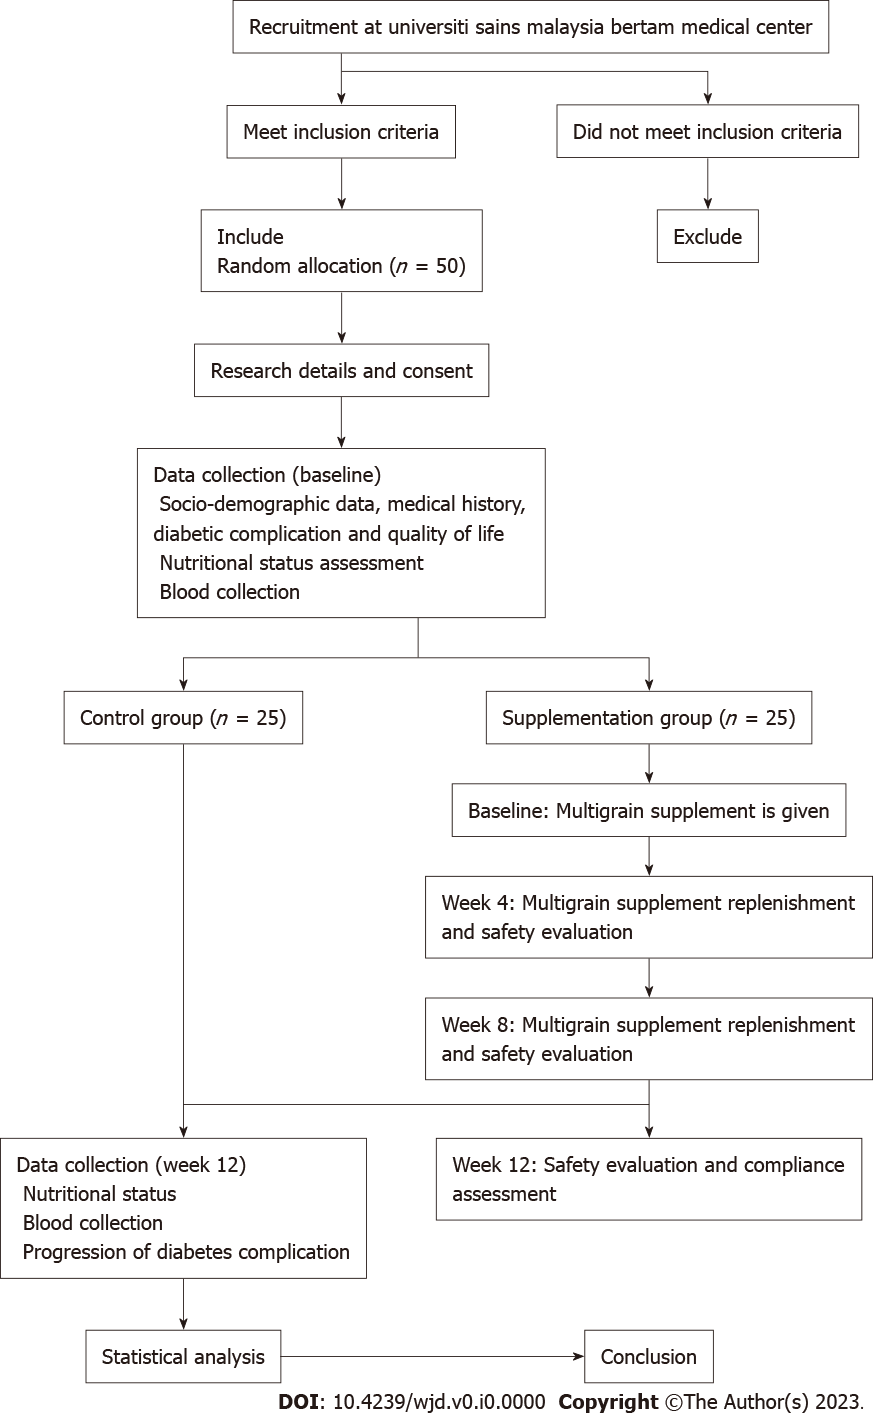 Recruitment at universiti sains malaysia bertam medical center
Meet inclusion criteria
Did not meet inclusion criteria
Include
Random allocation (n = 50)
Exclude
Research details and consent
Data collection (baseline)
Socio-demographic data, medical history,
diabetic complication and quality of life
Nutritional status assessment
Blood collection
Control group (n = 25)
Supplementation group (n = 25)
Baseline: Multigrain supplement is given
Week 4: Multigrain supplement replenishment
and safety evaluation
Week 8: Multigrain supplement replenishment
and safety evaluation
Data collection (week 12)
Nutritional status
Blood collection
Progression of diabetes complication
Week 12: Safety evaluation and compliance
assessment
Statistical analysis
Conclusion
DOI: 10.4239/wjd.v0.i0.0000 Copyright ©The Author(s) 2023.